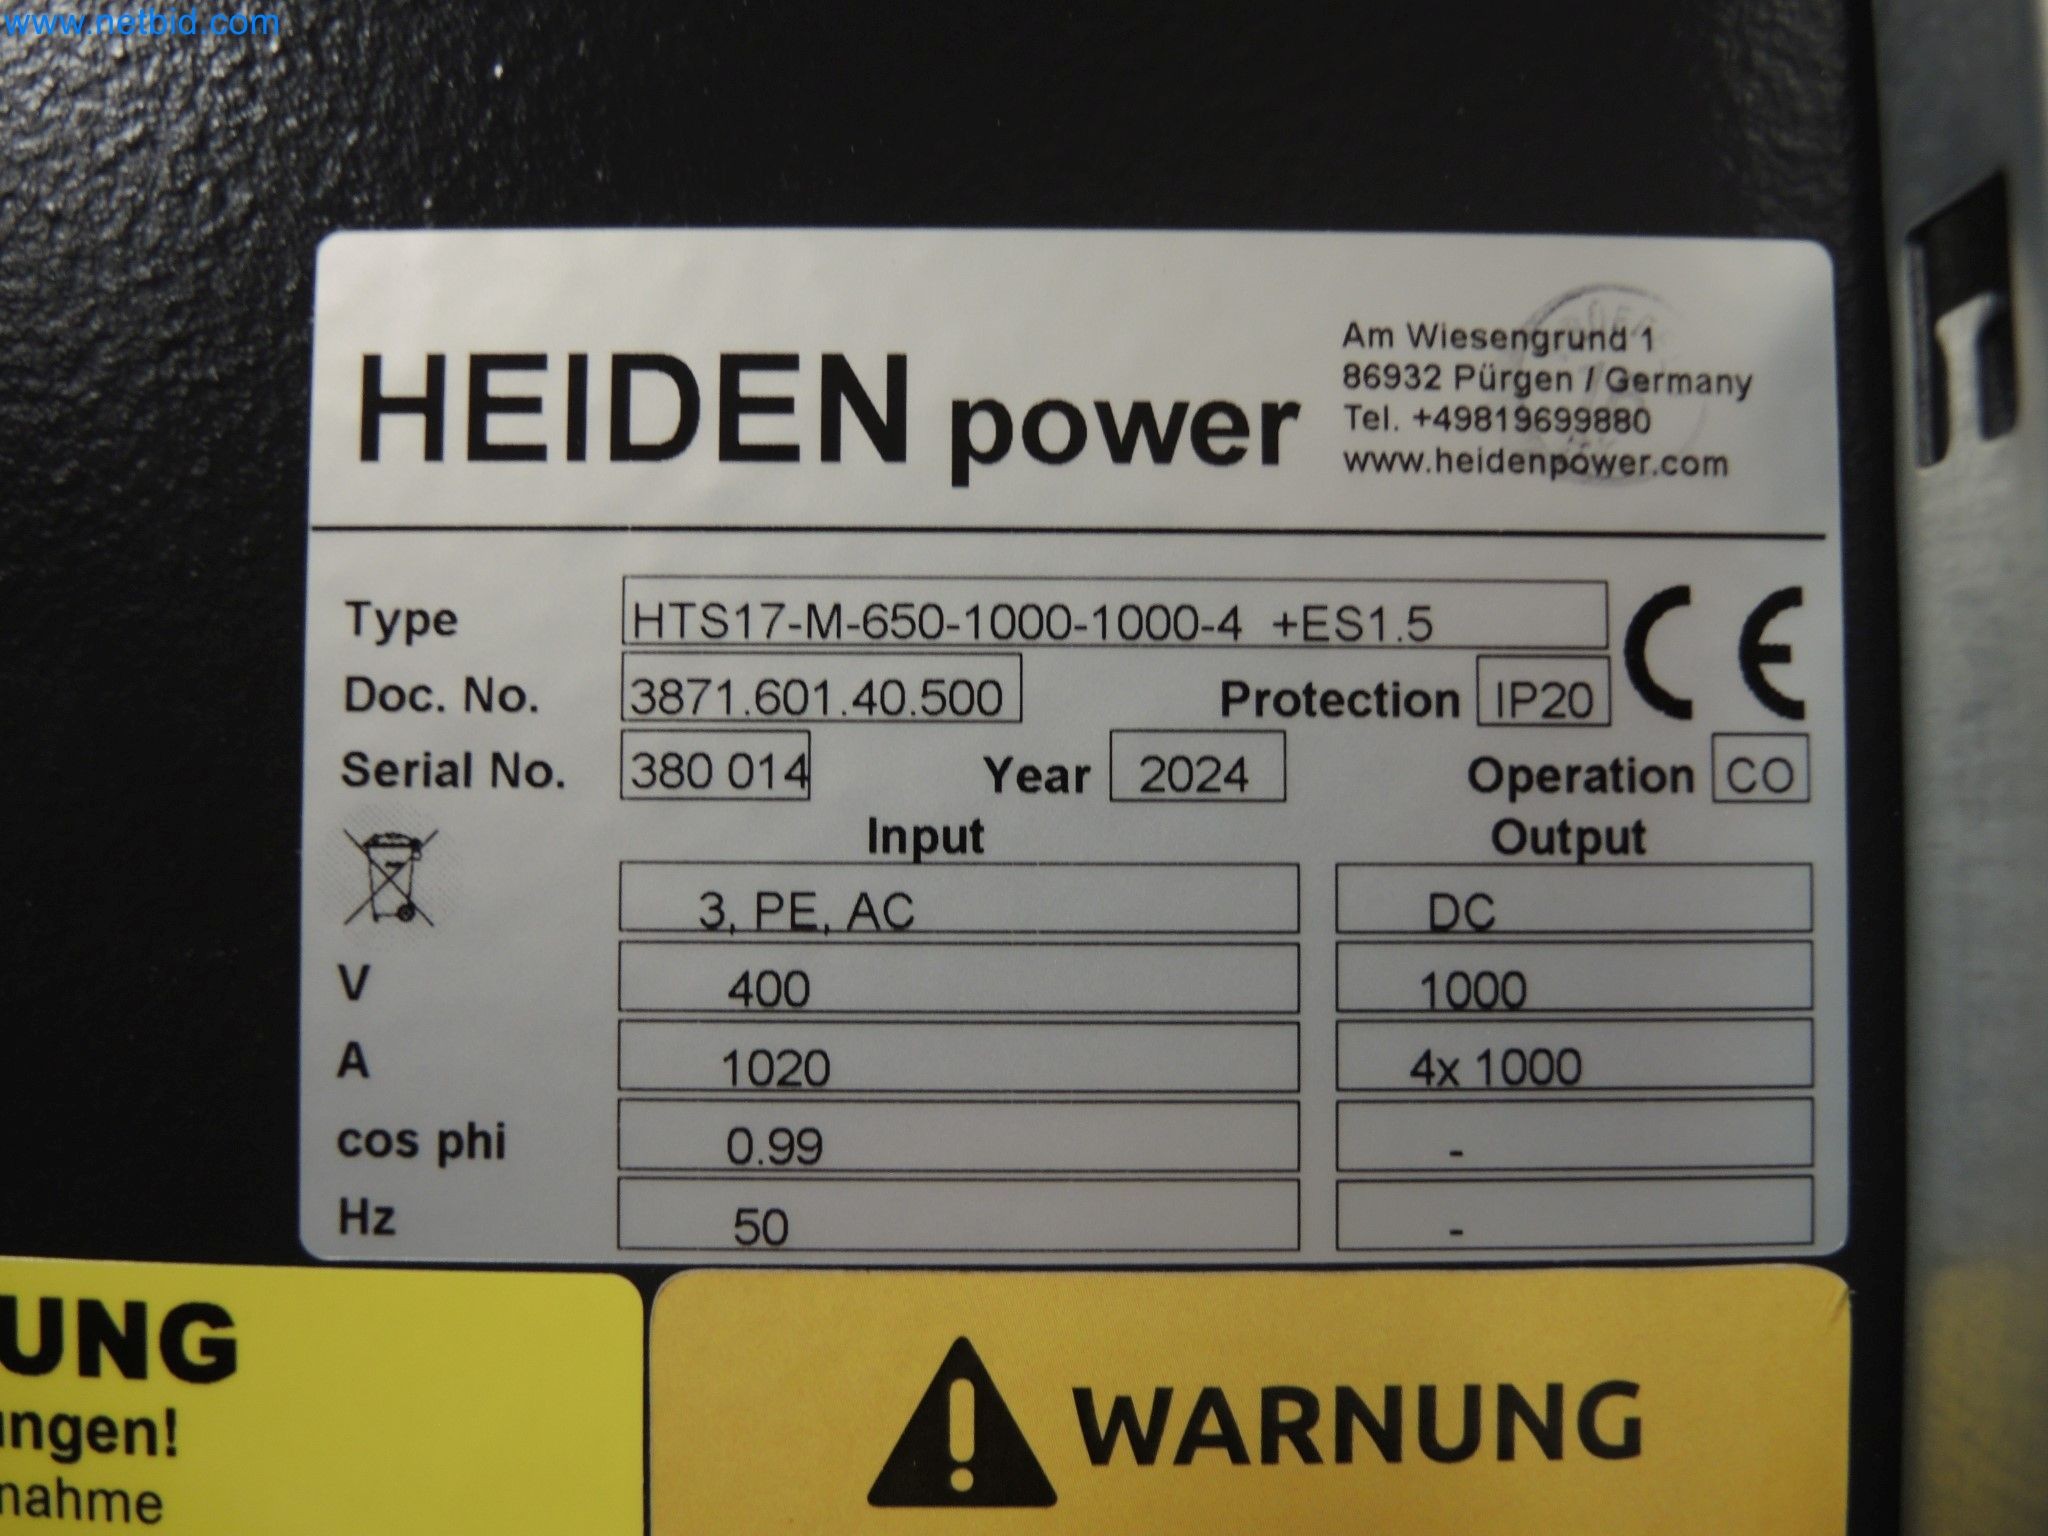 www.netbid.com
HEIDEN power
Am Wiesengrund 1
86932 Pürgen / Germany
Tel. +49819699880
www.heidenpower.com
Type HTS17-M-650-1000-1000-4 +ES1.5
CE
Doc. No. 3871.601.40.500 Protection IP20
Serial No. 380 014 Year 2024 Operation CO
Input Output
3, PE, AC DC
V 400 1000
A 1020 4x 1000
cos phi 0.99 -
Hz 50 -
UNG
ungen!
nahme
WARNUNG